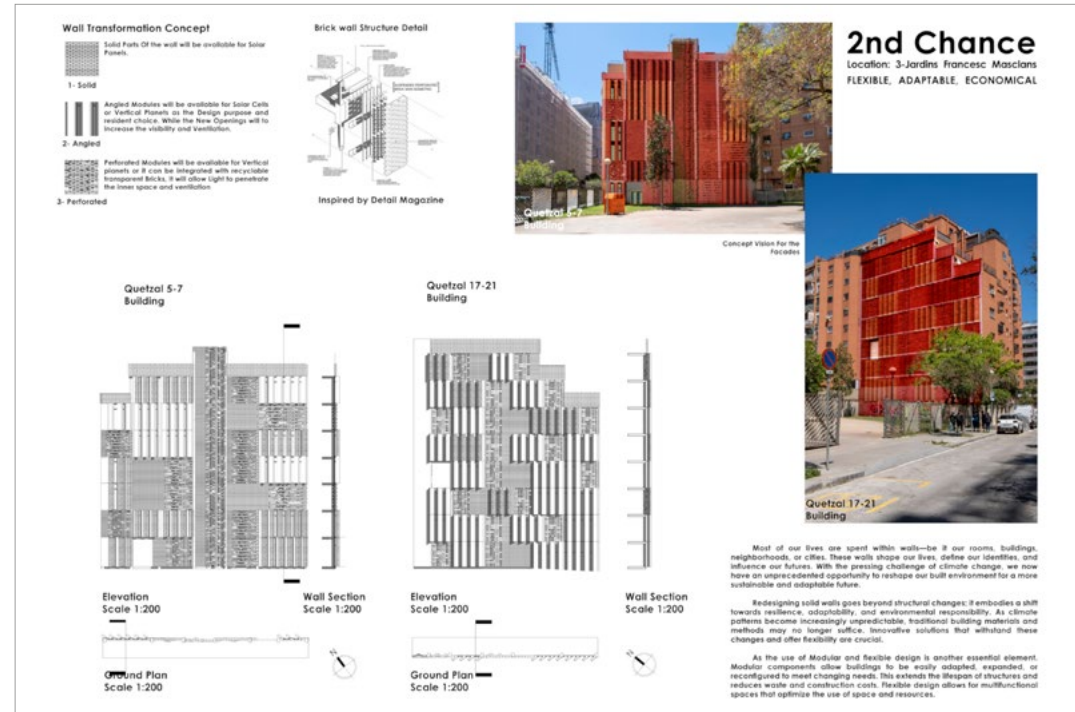 Wall Transformation Concept
Solid Parts Of the wall will be available for Solar
Panels.
1- Solid
Angled Modules will be available for Solar Cells
or Vertical Planets as the Design purpose and
resident choice. While the New Openings will to
Increase the visibility and Ventilation.
2- Angled
Perforated Modules will be available for Vertical
planets or it can be integrated with recyclable
transparent Bricks, It will allow Light to penetrate
the inner space and ventilation
3- Perforated
Brick wall Structure Detail
Inspired by Detail Magazine
2nd Chance
Location: 3-Jardins Francesc Masclans
FLEXIBLE, ADAPTABLE, ECONOMICAL
Quetzal 5-7
Building
Concept Vision For the
Facades
Quetzal 17-21
Building
Quetzal 5-7
Building
Quetzal 17-21
Building
Elevation
Scale 1:200
Wall Section
Scale 1:200
Elevation
Scale 1:200
Wall Section
Scale 1:200
N
N
Ground Plan
Scale 1:200
Ground Plan
Scale 1:200
Most of our lives are spent within walls—be it our rooms, buildings,
neighborhoods, or cities. These walls shape our lives, define our identities, and
influence our futures. With the pressing challenge of climate change, we now
have an unprecedented opportunity to reshape our built environment for a more
sustainable and adaptable future.
Redesigning solid walls goes beyond structural changes; it embodies a shift
towards resilience, adaptability, and environmental responsibility. As climate
patterns become increasingly unpredictable, traditional building materials and
methods may no longer suffice. Innovative solutions that withstand these
changes and offer flexibility are crucial.
As the use of Modular and flexible design is another essential element.
Modular components allow buildings to be easily adapted, expanded, or
reconfigured to meet changing needs. This extends the lifespan of structures and
reduces waste and construction costs. Flexible design allows for multifunctional
spaces that optimize the use of space and resources.